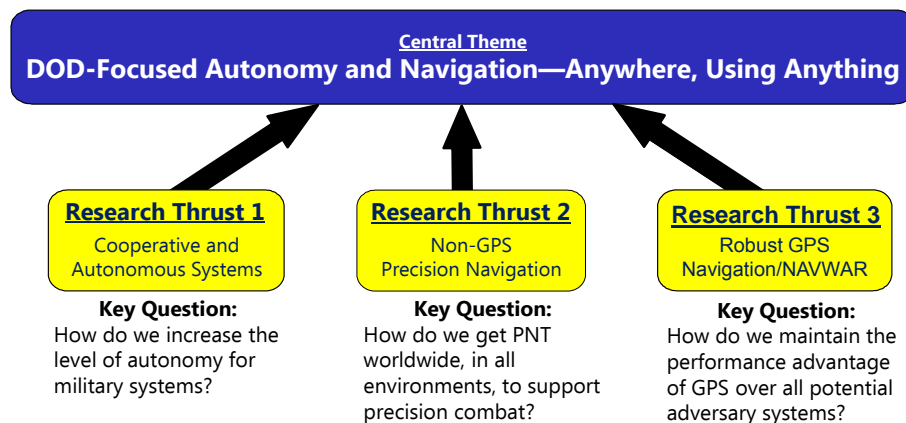 Central Theme
DOD-Focused Autonomy and Navigation—Anywhere, Using Anything
Research Thrust 1
Cooperative and
Autonomous Systems
Key Question:
How do we increase the
level of autonomy for
military systems?
Research Thrust 2
Non-GPS
Precision Navigation
Key Question:
How do we get PNT
worldwide, in all
environments, to support
precision combat?
Research Thrust 3
Robust GPS
Navigation/NAVWAR
Key Question:
How do we maintain the
performance advantage
of GPS over all potential
adversary systems?